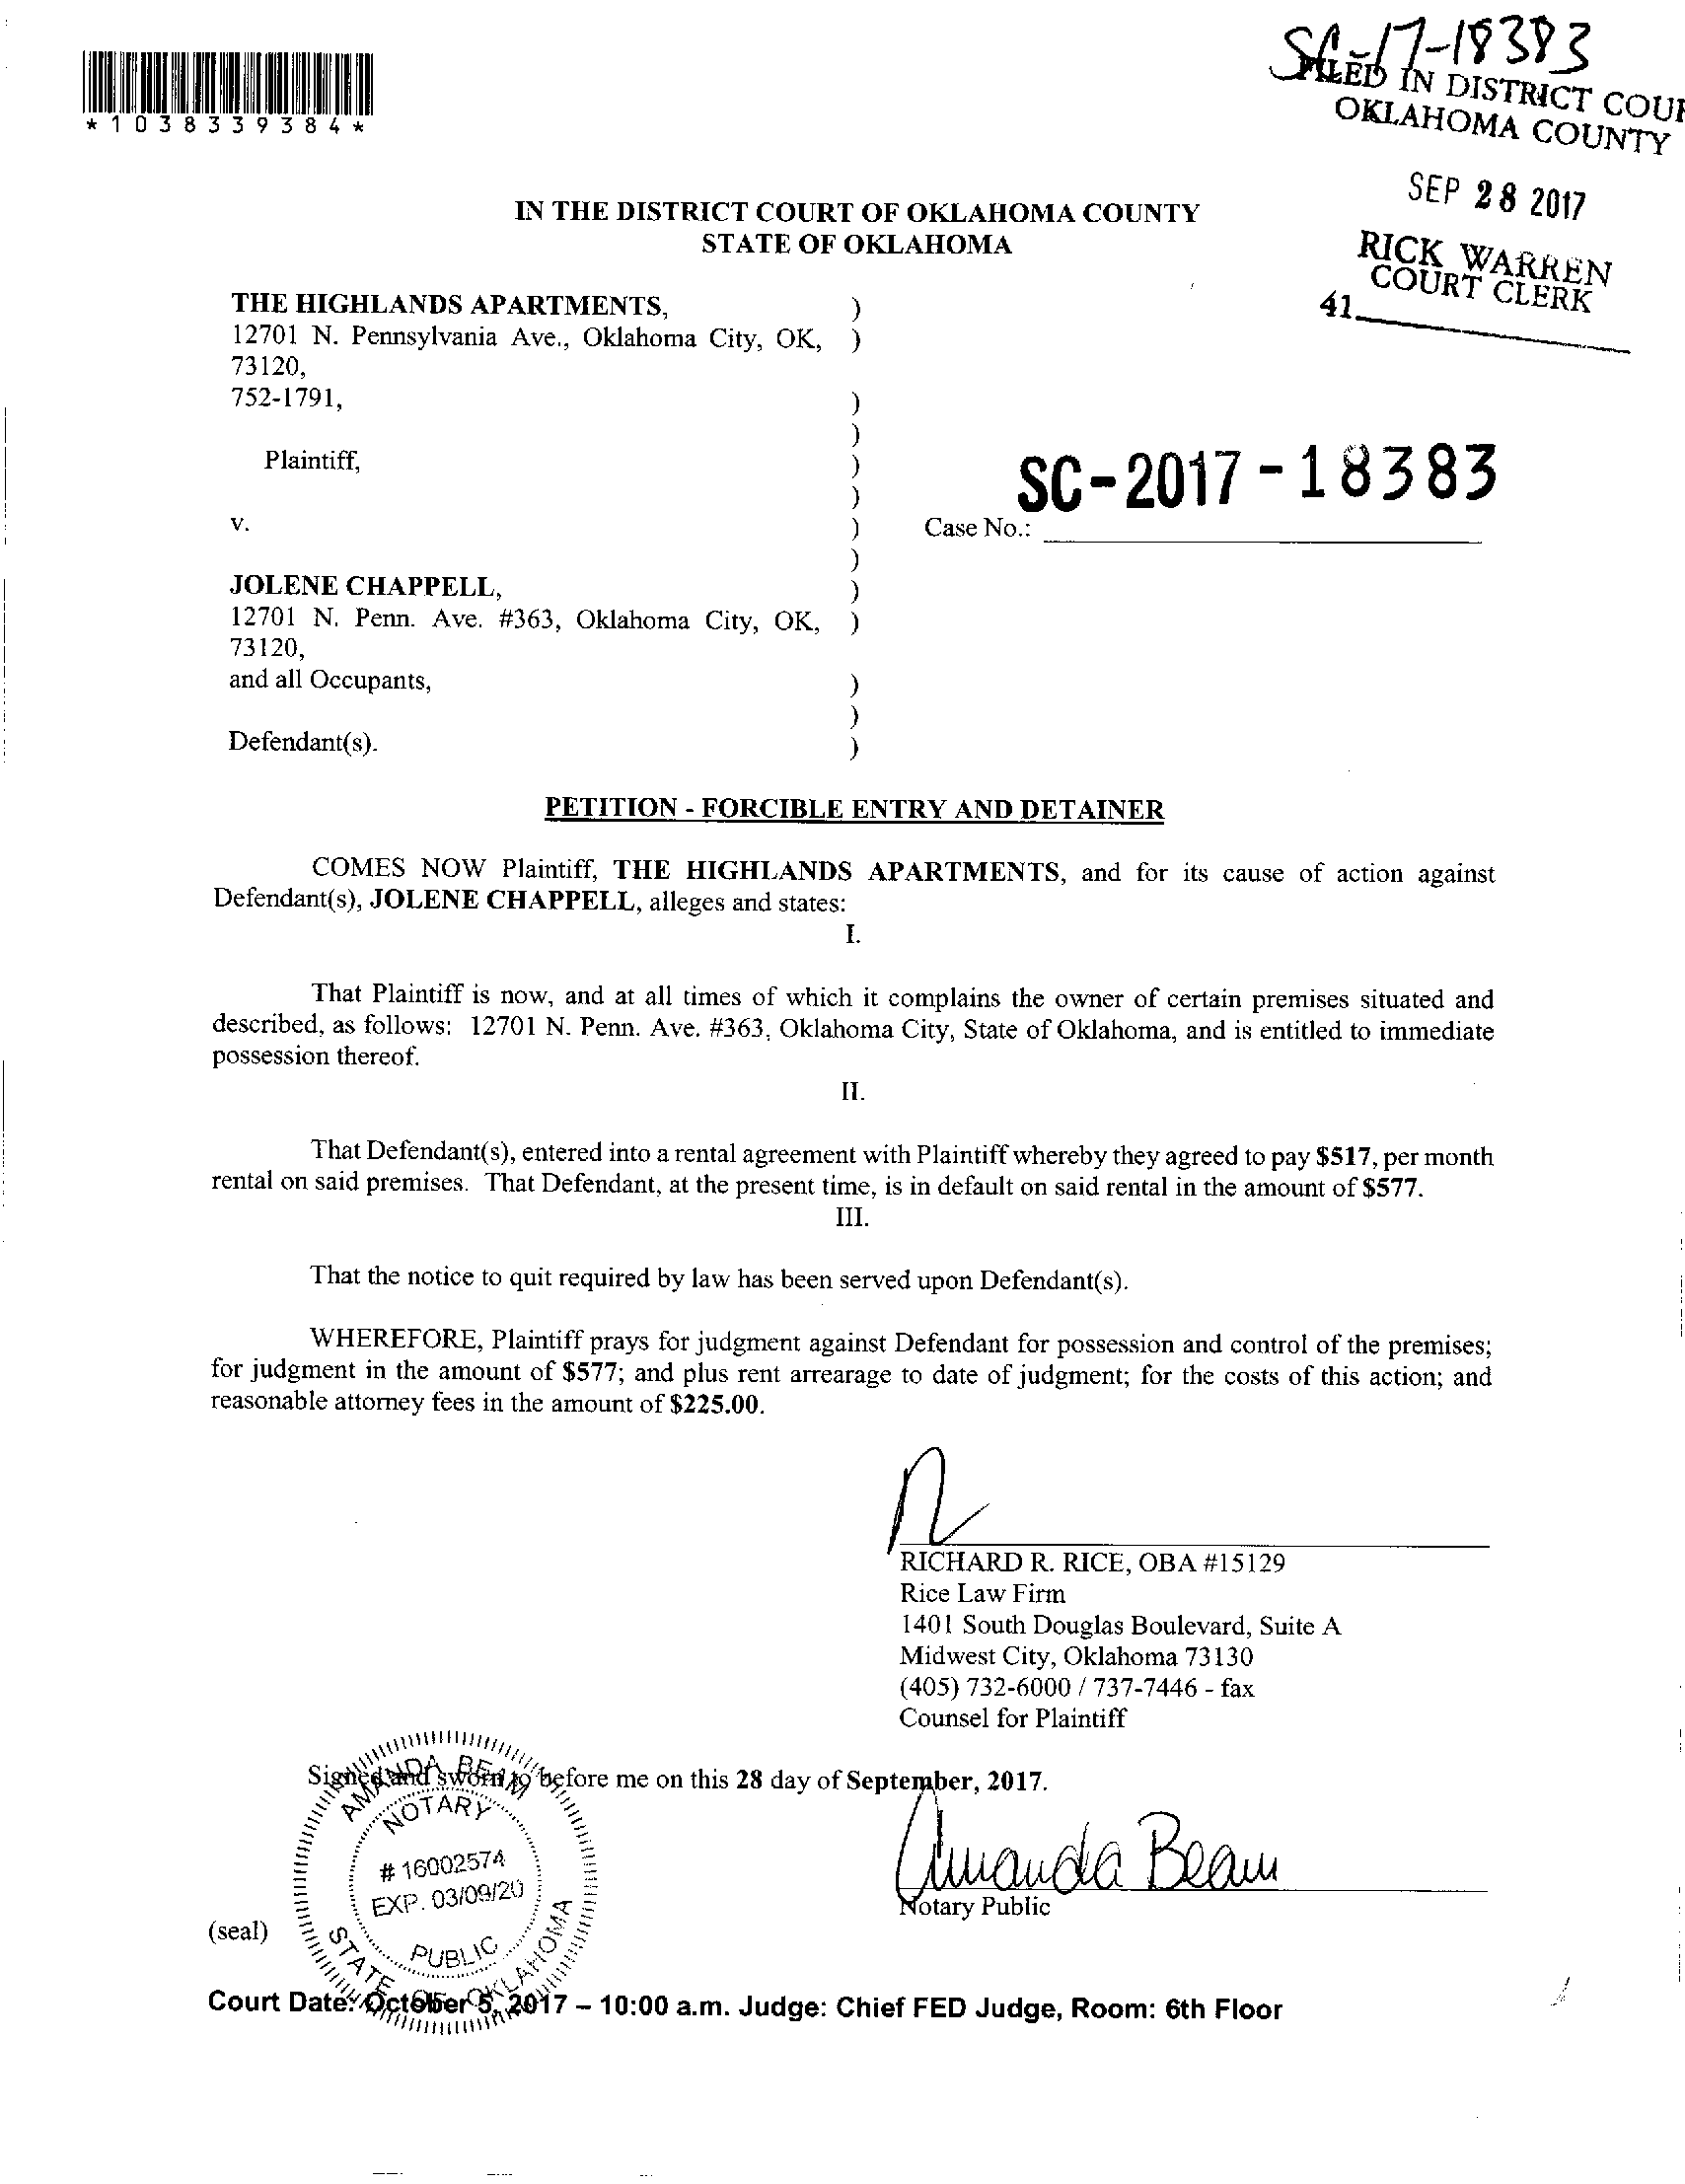 SC-17-18383
FILED IN DISTRICT COUR
OKLAHOMA COUNTY
*1038339384*
SEP 28 2017
RICK WARREN
COURT CLERK
41
IN THE DISTRICT COURT OF OKLAHOMA COUNTY
STATE OF OKLAHOMA
THE HIGHLANDS APARTMENTS, )
12701 N. Pennsylvania Ave., Oklahoma City, OK, )
73120,
752-1791, )
)
Plaintiff, )
)
SC-2017-18383
v. ) Case No.:
)
JOLENE CHAPPELL, )
12701 N. Penn. Ave. #363, Oklahoma City, OK, )
73120,
and all Occupants, )
)
Defendant(s). )
PETITION - FORCIBLE ENTRY AND DETAINER
COMES NOW Plaintiff, THE HIGHLANDS APARTMENTS, and for its cause of action against
Defendant(s), JOLENE CHAPPELL, alleges and states:
I.
That Plaintiff is now, and at all times of which it complains the owner of certain premises situated and
described, as follows: 12701 N. Penn. Ave. #363, Oklahoma City, State of Oklahoma, and is entitled to immediate
possession thereof.
II.
That Defendant(s), entered into a rental agreement with Plaintiff whereby they agreed to pay $517, per month
rental on said premises. That Defendant, at the present time, is in default on said rental in the amount of $577.
III.
That the notice to quit required by law has been served upon Defendant(s).
WHEREFORE, Plaintiff prays for judgment against Defendant for possession and control of the premises;
for judgment in the amount of $577; and plus rent arrearage to date of judgment; for the costs of this action; and
reasonable attorney fees in the amount of $225.00.
RICHARD R. RICE, OBA #15129
Rice Law Firm
1401 South Douglas Boulevard, Suite A
Midwest City, Oklahoma 73130
(405) 732-6000 / 737-7446 - fax
Counsel for Plaintiff
Signed and sworn to before me on this 28 day of September, 2017.
AMANDA BEAM
NOTARY
# 16002574
EXP. 03/09/20
PUBLIC
STATE OF OKLAHOMA
Amanda Beam
Notary Public
(seal)
Court Date: October 5, 2017 – 10:00 a.m. Judge: Chief FED Judge, Room: 6th Floor